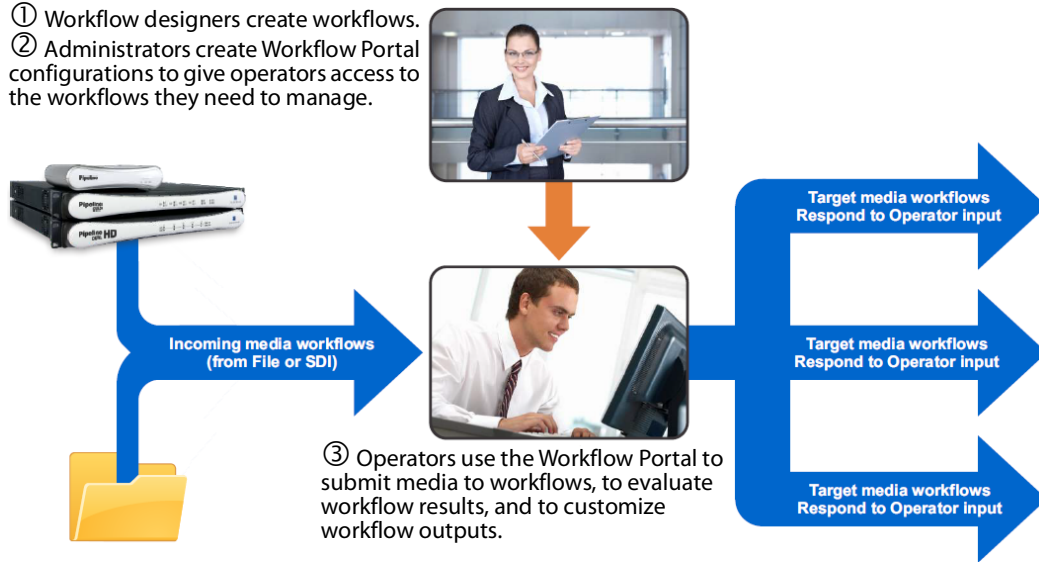 ① Workflow designers create workflows.
② Administrators create Workflow Portal
configurations to give operators access to
the workflows they need to manage.
Pipeline
Pipeline
Pipeline
HD
Incoming media workflows
(from File or SDI)
③ Operators use the Workflow Portal to
submit media to workflows, to evaluate
workflow results, and to customize
workflow outputs.
Target media workflows
Respond to Operator input
Target media workflows
Respond to Operator input
Target media workflows
Respond to Operator input